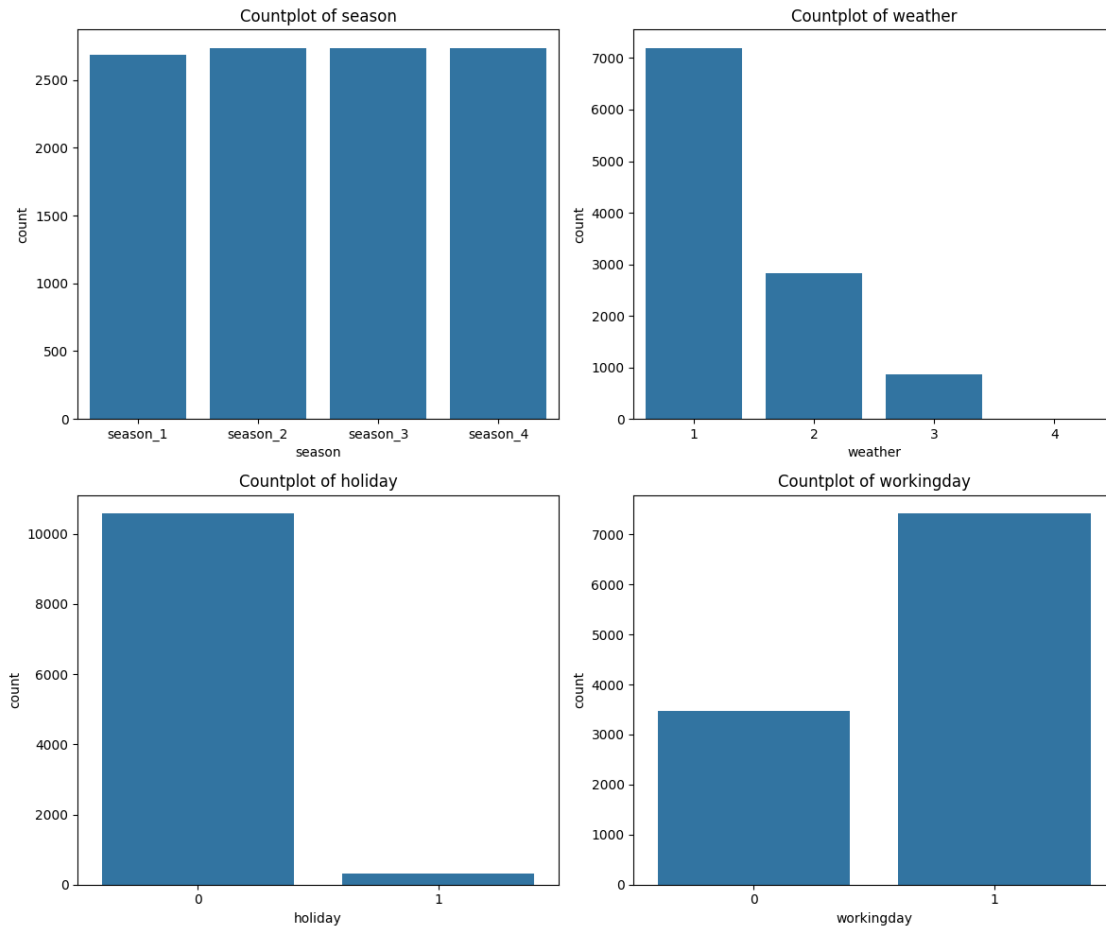 Countplot of season
2500
2000
1500
1000
500
0
count
season_1 season_2 season_3 season_4
season
Countplot of weather
7000
6000
5000
4000
3000
2000
1000
0
count
1 2 3 4
weather
Countplot of holiday
10000
8000
6000
4000
2000
0
count
0 1
holiday
Countplot of workingday
7000
6000
5000
4000
3000
2000
1000
0
count
0 1
workingday